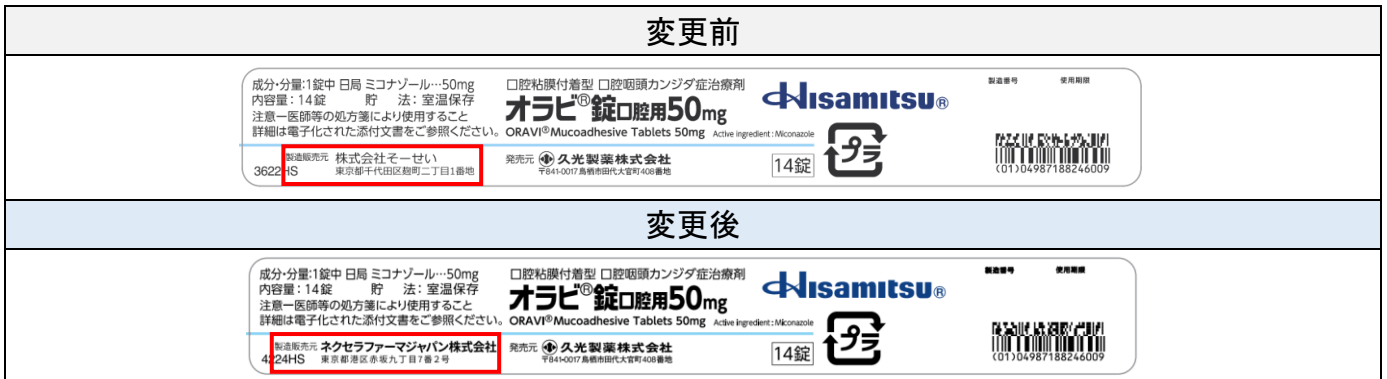 変更前
成分・分量:1錠中 日局 ミコナゾール…50mg
内容量:14錠 貯 法:室温保存
注意ー医師等の処方箋により使用すること
詳細は電子化された添付文書をご参照ください。
製造販売元 株式会社そーせい
東京都千代田区麹町二丁目1番地
3622HS
口腔粘膜付着型 口腔咽頭カンジダ症治療剤
オラビ®錠口腔用50mg
ORAVI®Mucoadhesive Tablets 50mg Active ingredient:Miconazole
発売元 久光製薬株式会社
〒841-0017鳥栖市田代大官町408番地
14錠
Hisamitsu®
プラ
製造番号 使用期限
(01)04987188246009
変更後
成分・分量:1錠中 日局 ミコナゾール…50mg
内容量:14錠 貯 法:室温保存
注意ー医師等の処方箋により使用すること
詳細は電子化された添付文書をご参照ください。
製造販売元 ネクセラファーマジャパン株式会社
東京都港区赤坂九丁目7番2号
4224HS
口腔粘膜付着型 口腔咽頭カンジダ症治療剤
オラビ®錠口腔用50mg
ORAVI®Mucoadhesive Tablets 50mg Active ingredient:Miconazole
発売元 久光製薬株式会社
〒841-0017鳥栖市田代大官町408番地
14錠
Hisamitsu®
プラ
製造番号 使用期限
(01)04987188246009